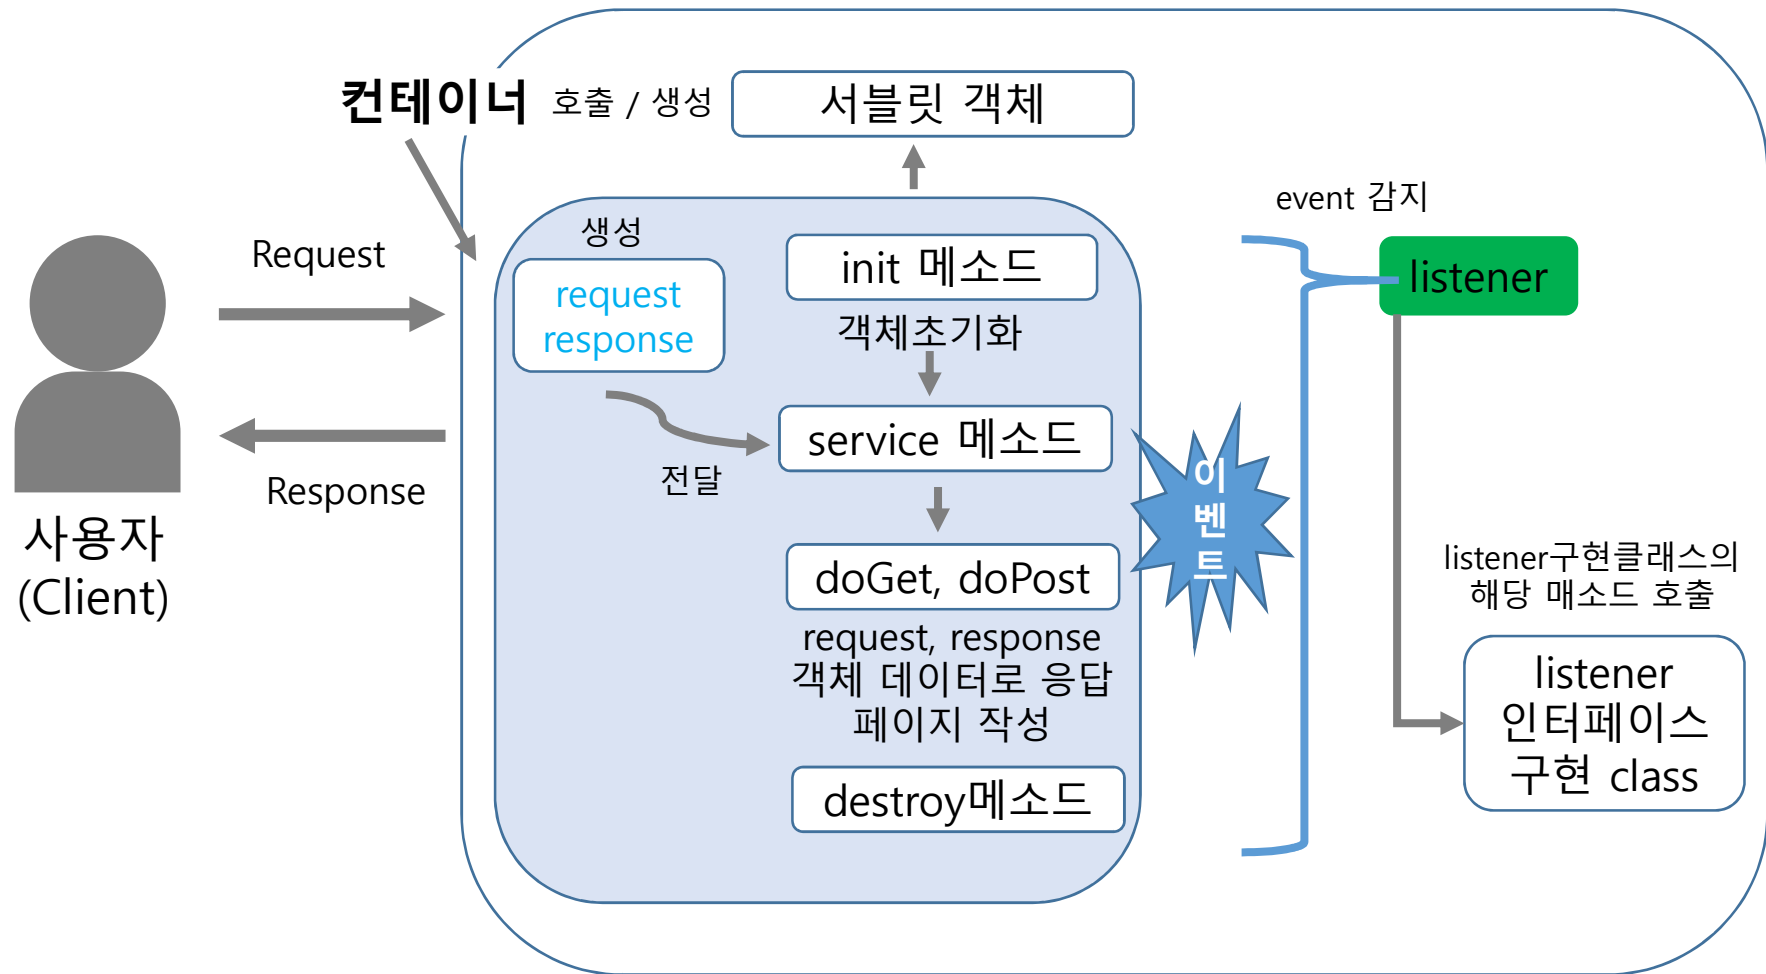 컨테이너 호출 / 생성
서블릿 객체
event 감지
생성
Request
request
response
init 메소드
객체초기화
listener
service 메소드
전달
Response
이
벤
트
사용자
(Client)
doGet, doPost
request, response
객체 데이터로 응답
페이지 작성
destroy메소드
listener구현클래스의
해당 매소드 호출
listener
인터페이스
구현 class